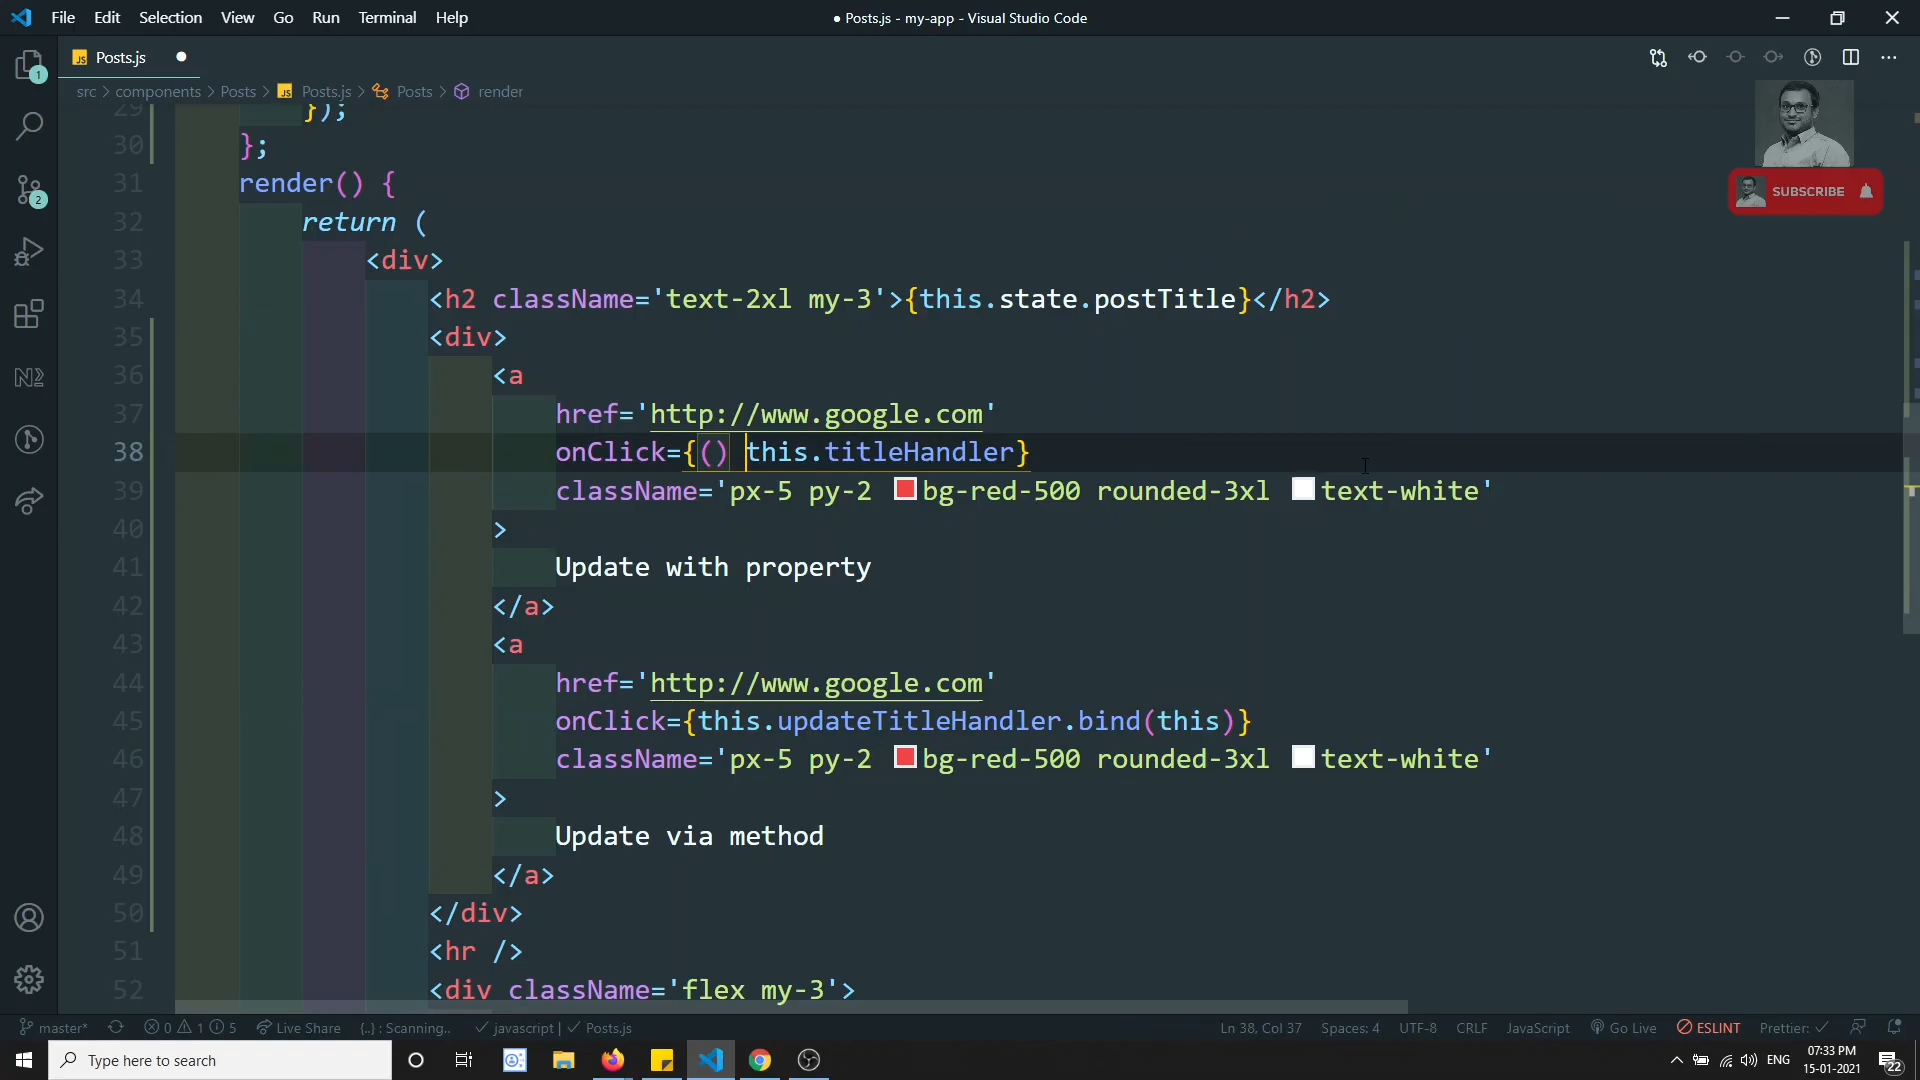 File Edit Selection View Go Run Terminal Help
● Posts.js - my-app - Visual Studio Code
JS Posts.js ●
src > components > Posts > JS Posts.js > Posts > render
29 });
30 };
31 render() {
32 return (
33 <div>
34 <h2 className='text-2xl my-3'>{this.state.postTitle}</h2>
35 <div>
36 <a
37 href='http://www.google.com'
38 onClick={() this.titleHandler}
39 className='px-5 py-2 bg-red-500 rounded-3xl text-white'
40 >
41 Update with property
42 </a>
43 <a
44 href='http://www.google.com'
45 onClick={this.updateTitleHandler.bind(this)}
46 className='px-5 py-2 bg-red-500 rounded-3xl text-white'
47 >
48 Update via method
49 </a>
50 </div>
51 <hr />
52 <div className='flex my-3'>
SUBSCRIBE
1
2
master* 0 1 5 Live Share {..} : Scanning.. ✓ javascript | ✓ Posts.js
Ln 38, Col 37 Spaces: 4 UTF-8 CRLF JavaScript Go Live ESLINT Prettier: ✓
Type here to search
ENG
07:33 PM
15-01-2021
22